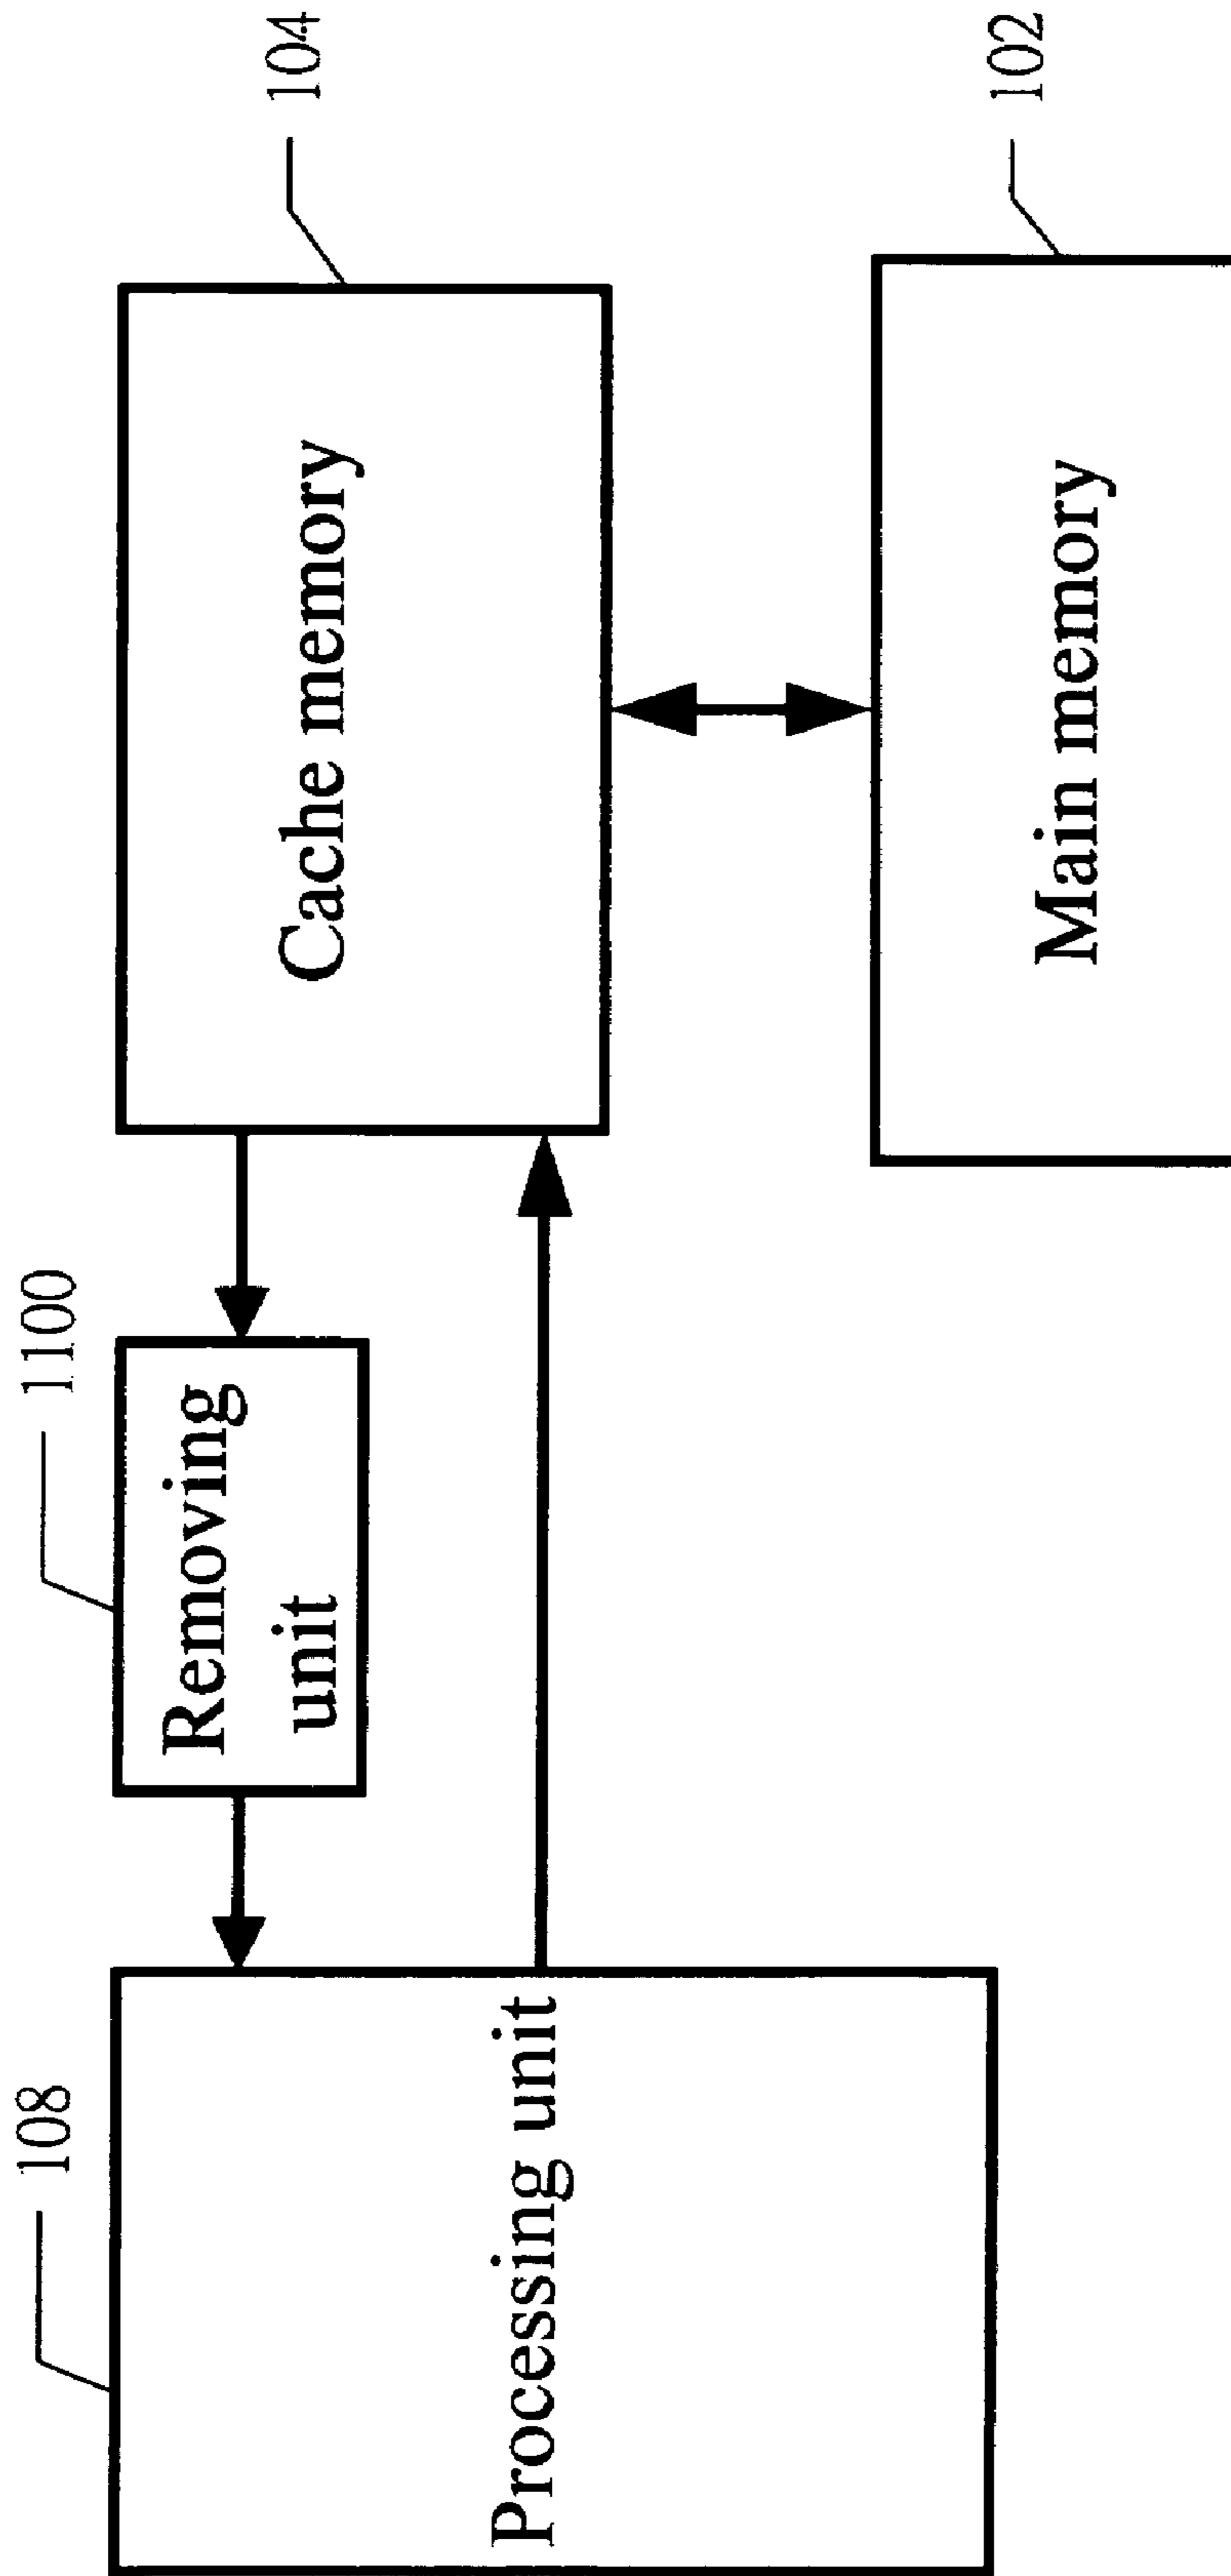 108
Processing unit
1100
Removing
unit
104
Cache memory
102
Main memory